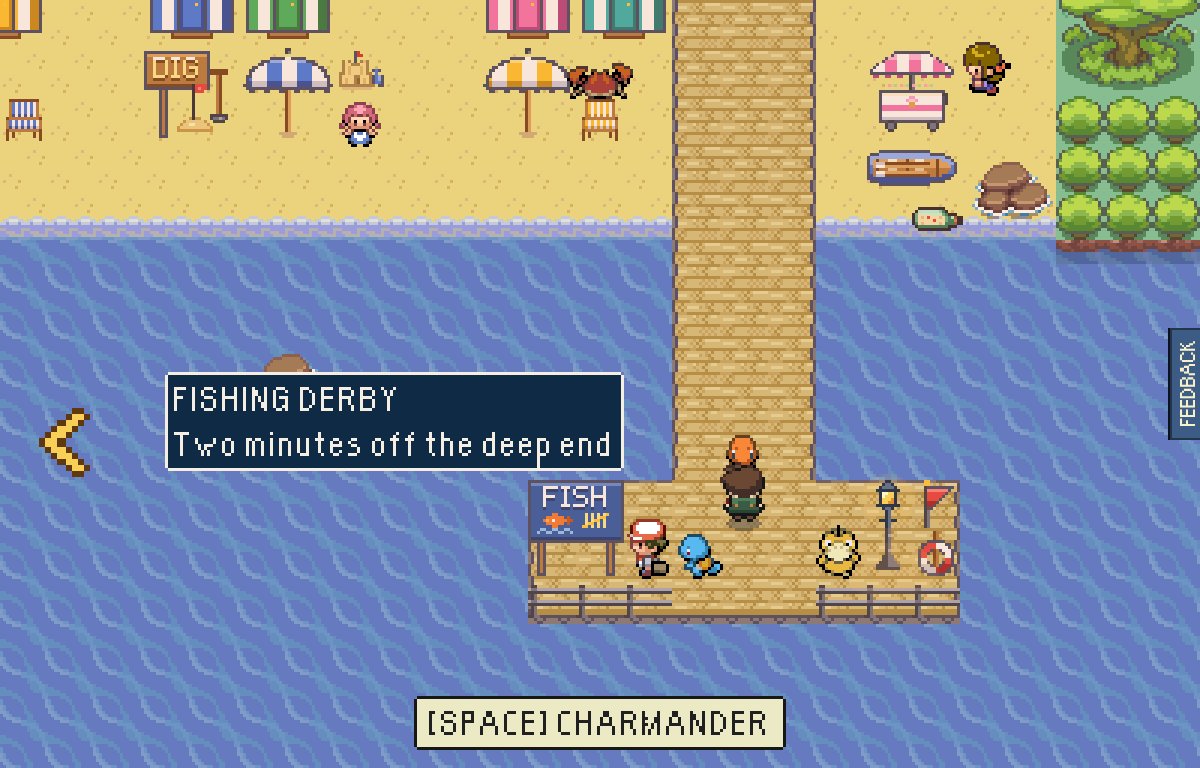 DIG
FEEDBACK
FISHING DERBY
Two minutes off the deep end
FISH
[SPACE] CHARMANDER